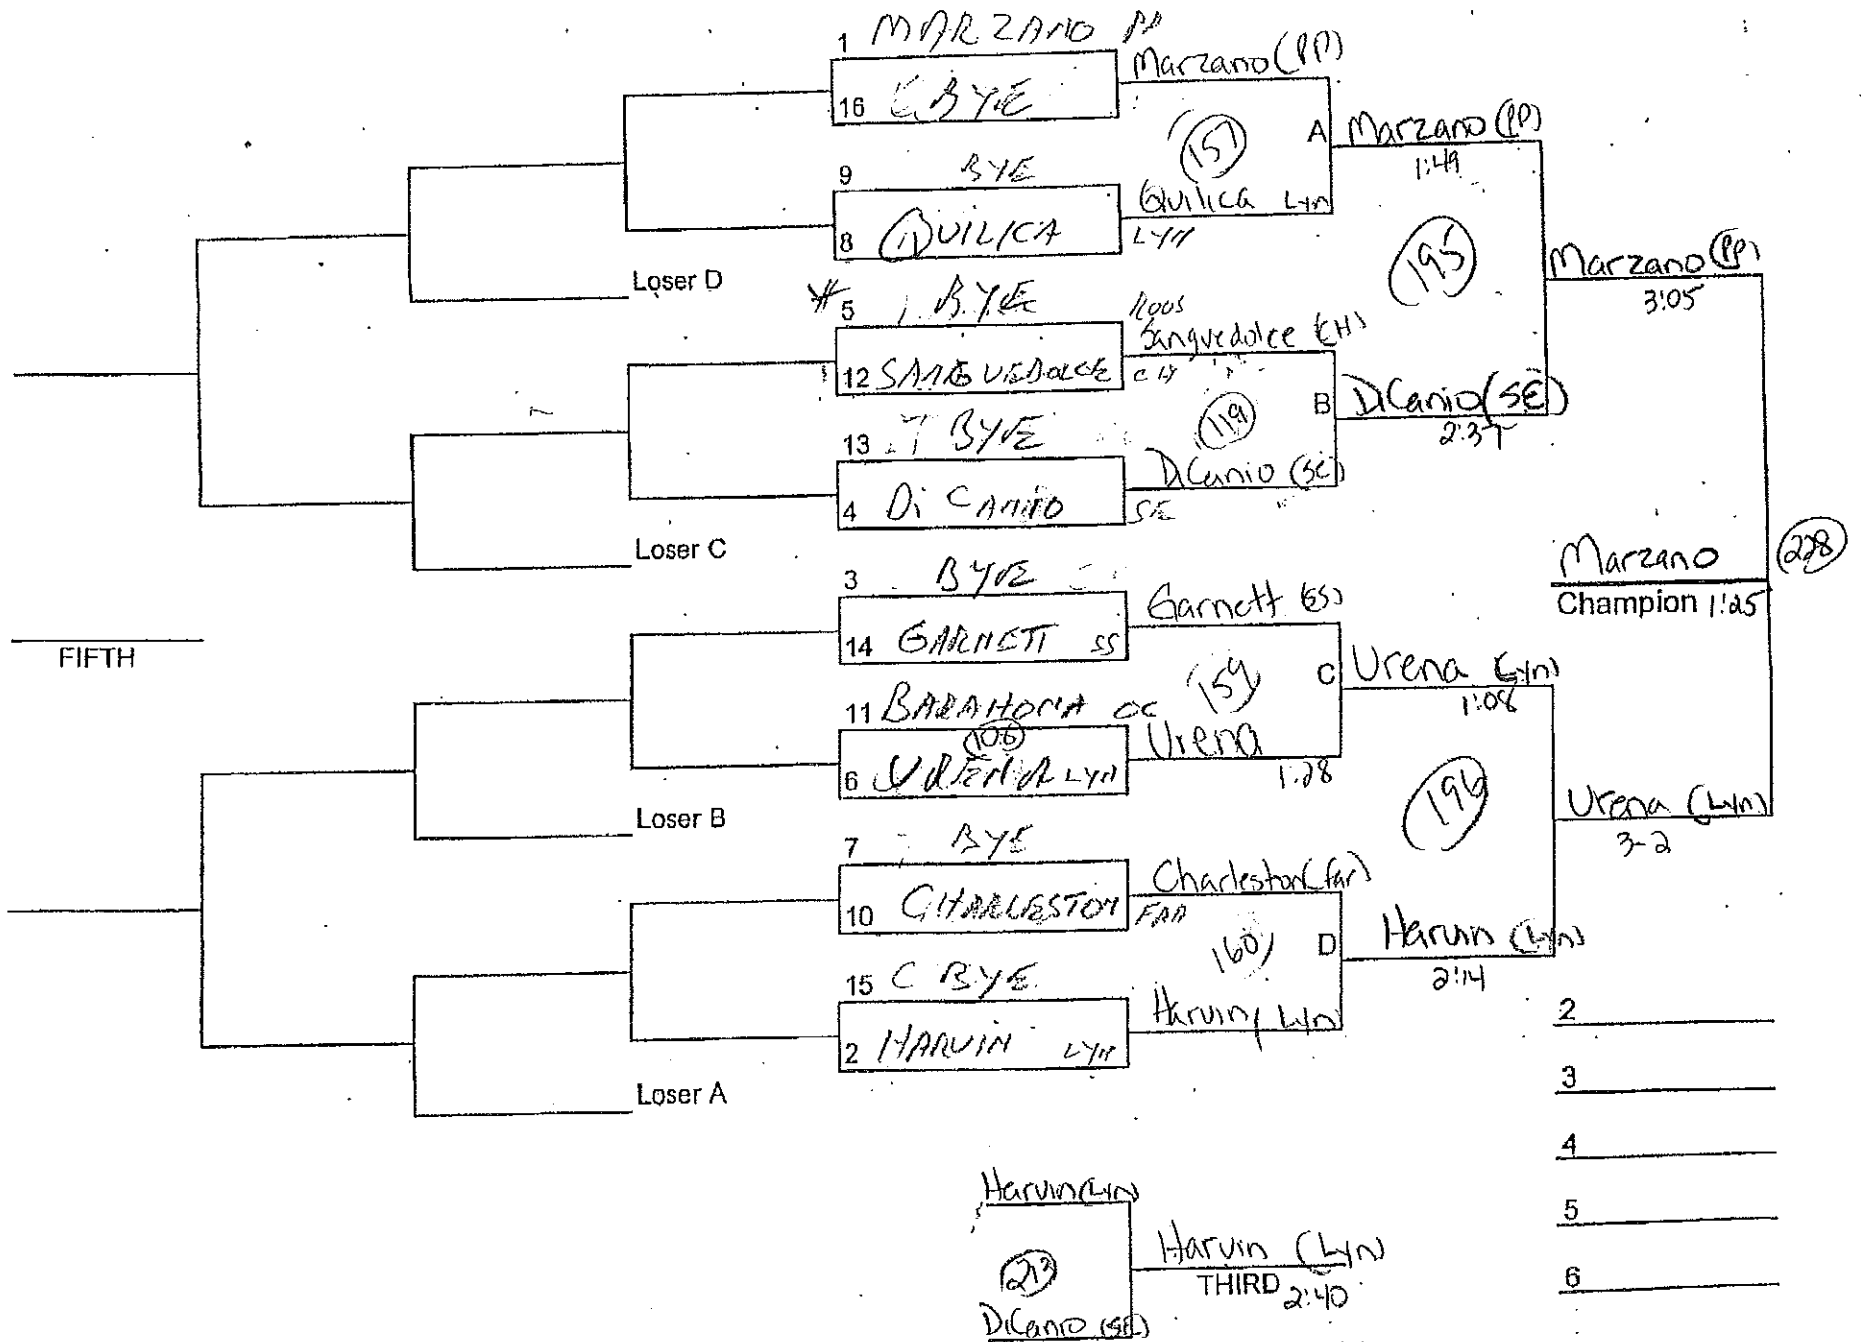 1 MARZANO PP
16 BYE
Marzano (PP)
(157)
9 BYE
8 QUILICA
Quilica Lyn
LYN
A Marzano (PP)
1:49
Loser D
5 BYE
12 SANGUEDOLCE
Sanguedolce (CH)
CH
(119)
13 BYE
4 Di CANIO
DiCanio (SE)
SE
B DiCanio (SE)
2:37
(195)
Marzano (PP)
3:05
Loser C
3 BYE
14 GARNETT SS
Garnett (SS)
(159)
11 BARAHONA OC
(106)
6 URENA LYN
Urena
1:28
C Urena (Lyn)
1:08
Marzano
Champion 1:25
(228)
FIFTH
Loser B
7 BYE
10 CHARLESTON
Charleston (far)
FAR
(160)
15 BYE
2 HARVIN LYN
Harvin (Lyn)
D Harvin (Lyn)
2:14
(196)
Urena (Lyn)
3-2
Loser A
2
3
4
5
6
Harvin (Lyn)
(213)
DiCanio (SE)
Harvin (Lyn)
THIRD 2:40